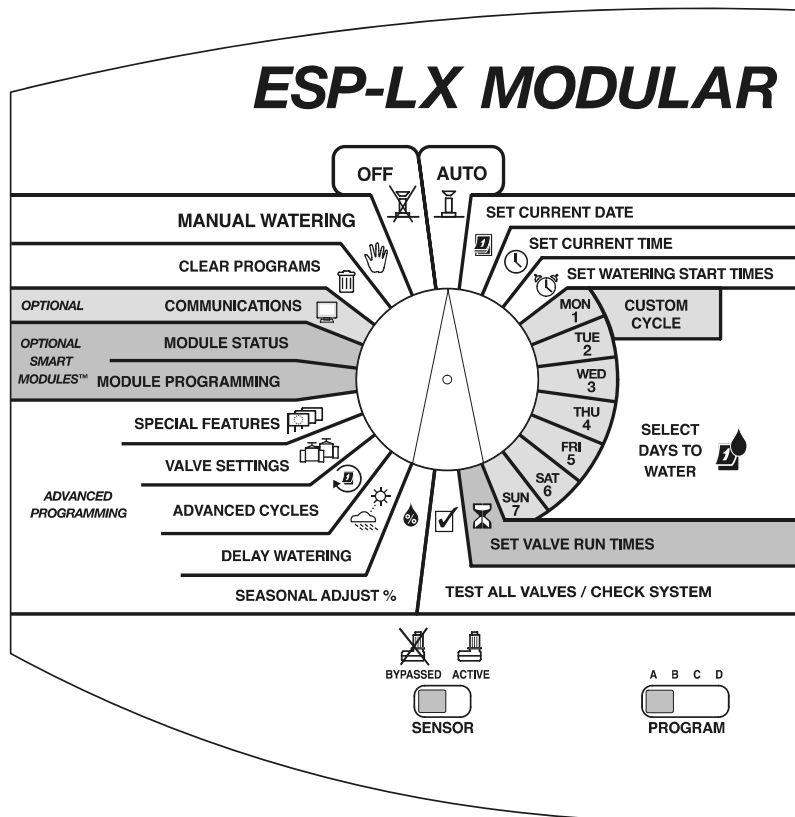 ESP-LX MODULAR
OFF
AUTO
MANUAL WATERING
CLEAR PROGRAMS
OPTIONAL
COMMUNICATIONS
OPTIONAL
SMART
MODULES™
MODULE STATUS
MODULE PROGRAMMING
SPECIAL FEATURES
VALVE SETTINGS
ADVANCED
PROGRAMMING
ADVANCED CYCLES
DELAY WATERING
SEASONAL ADJUST %
SET CURRENT DATE
1
SET CURRENT TIME
SET WATERING START TIMES
MON
1
CUSTOM
CYCLE
TUE
2
WED
3
THU
4
FRI
5
SAT
6
SUN
7
SELECT
DAYS TO
WATER
1
SET VALVE RUN TIMES
TEST ALL VALVES / CHECK SYSTEM
1
%
BYPASSED ACTIVE
SENSOR
A B C D
PROGRAM